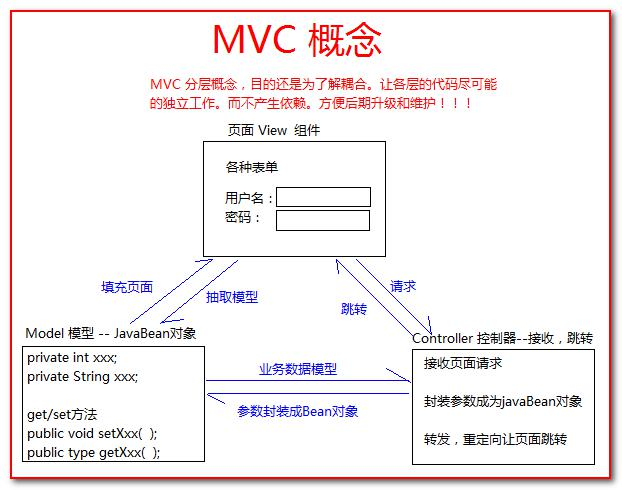 MVC 概念
MVC 分层概念，目的还是为了解耦合。让各层的代码尽可能
的独立工作。而不产生依赖。方便后期升级和维护！！！
页面 View 组件
各种表单
用户名：
密码：
填充页面
抽取模型
请求
跳转
Model 模型 -- JavaBean对象
private int xxx;
private String xxx;
get/set方法
public void setXxx( );
public type getXxx( );
业务数据模型
参数封装成Bean对象
Controller 控制器--接收，跳转
接收页面请求
封装参数成为javaBean对象
转发，重定向让页面跳转